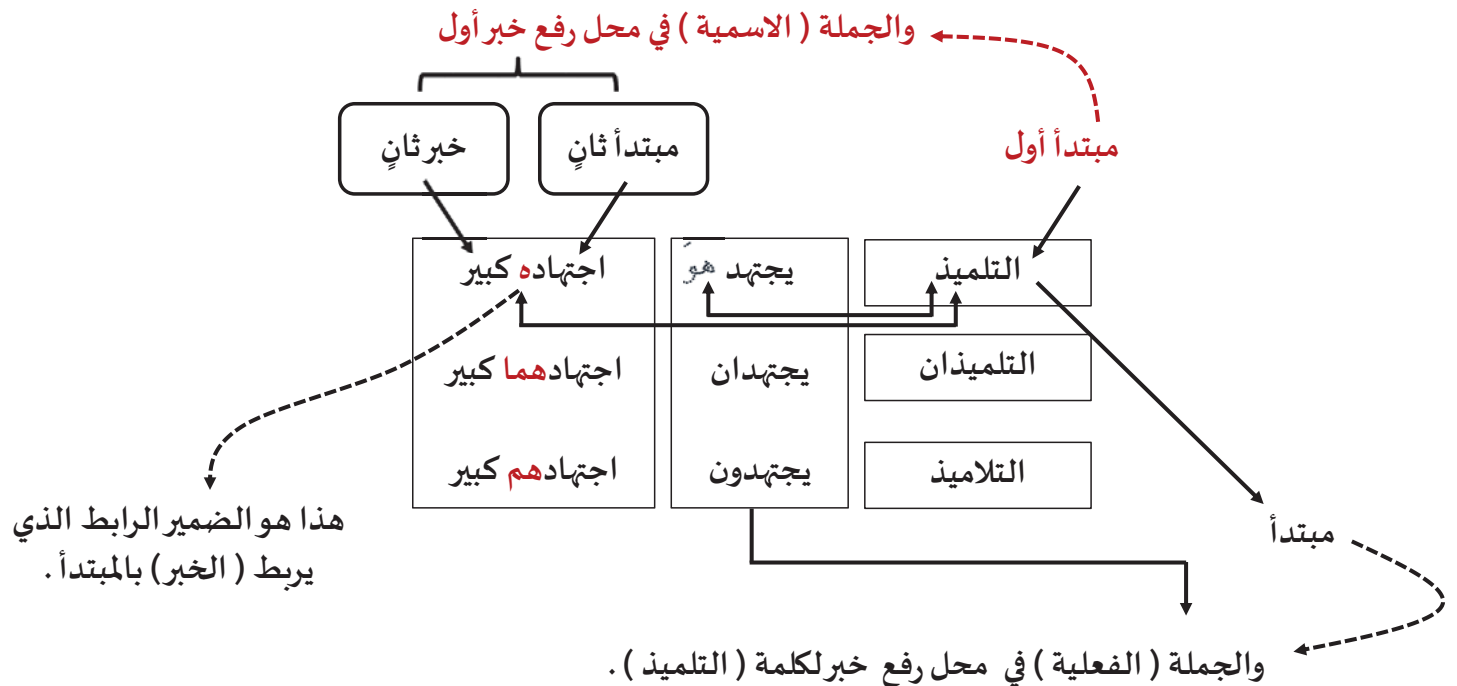 والجملة ( الاسمية ) في محل رفع خبر أول
مبتدأ أول
مبتدأ ثانٍ
خبر ثانٍ
التلميذ
يجتهد هو
اجتهاده كبير
التلميذان
يجتهدان
اجتهادهما كبير
التلاميذ
يجتهدون
اجتهادهم كبير
مبتدأ
هذا هو الضمير الرابط الذي
يربط ( الخبر ) بالمبتدأ .
والجملة ( الفعلية ) في محل رفع خبر لكلمة ( التلميذ ) .